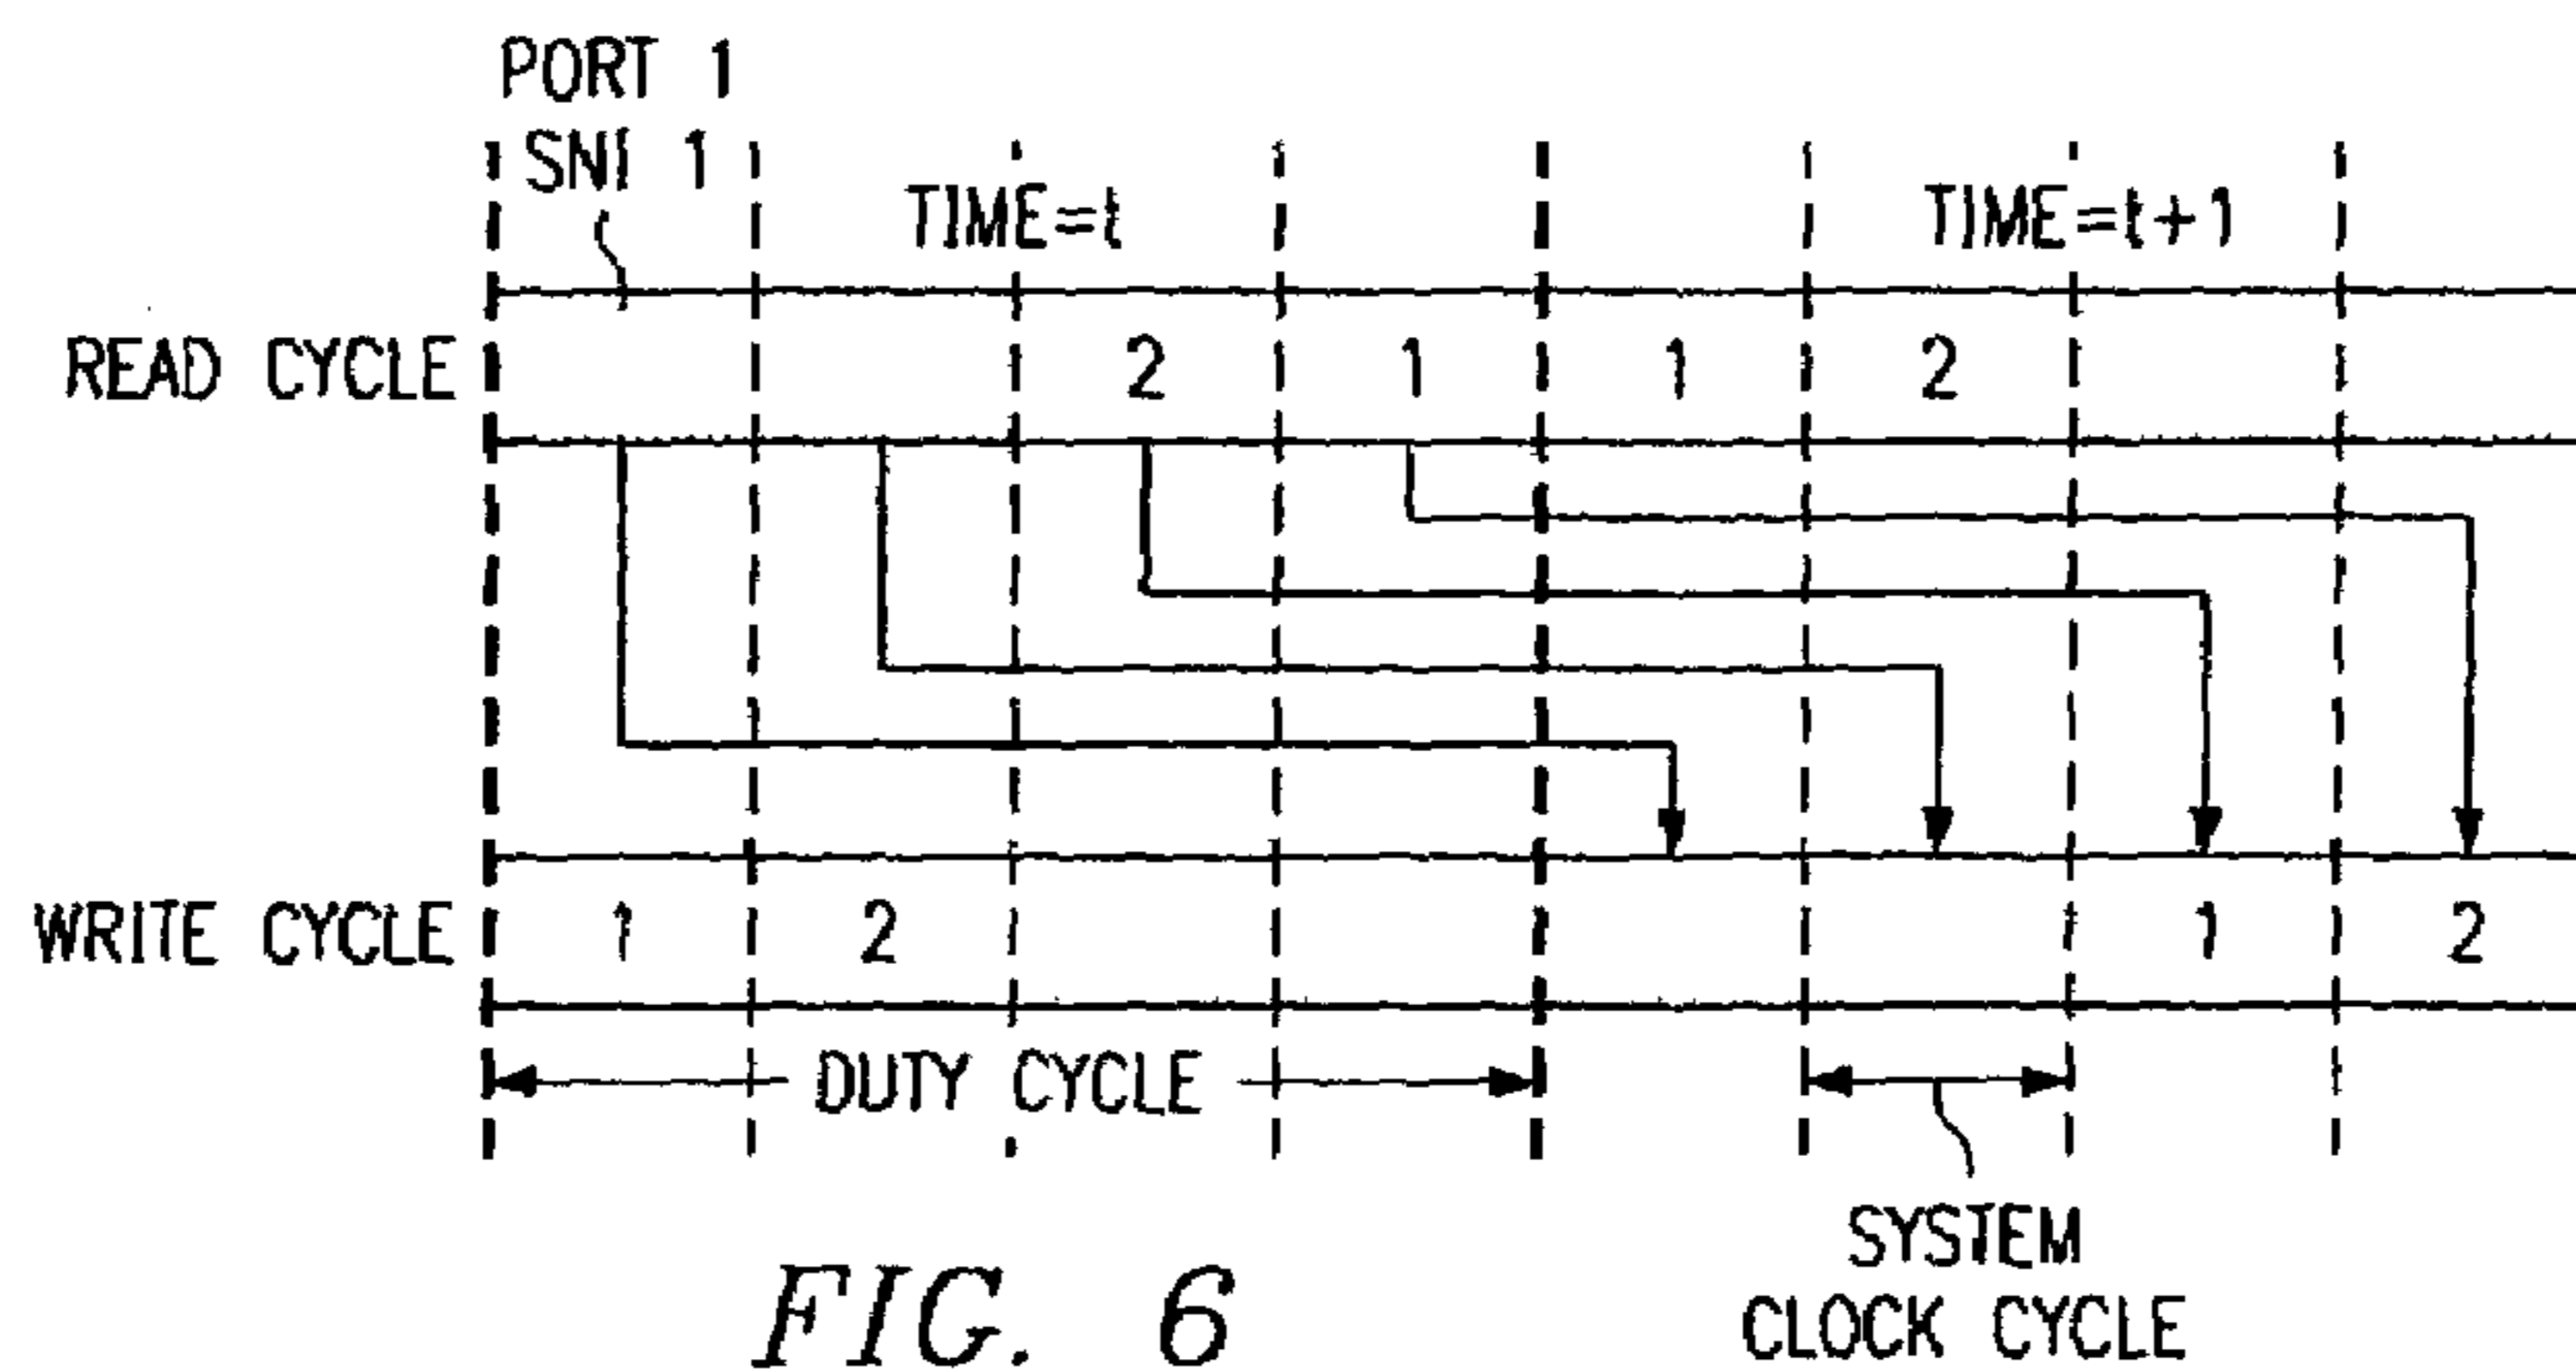 PORT 1
SNI 1
TIME=t TIME=t+1
READ CYCLE 2 1 1 2
WRITE CYCLE 1 2 1 2
DUTY CYCLE
SYSTEM
CLOCK CYCLE
FIG. 6